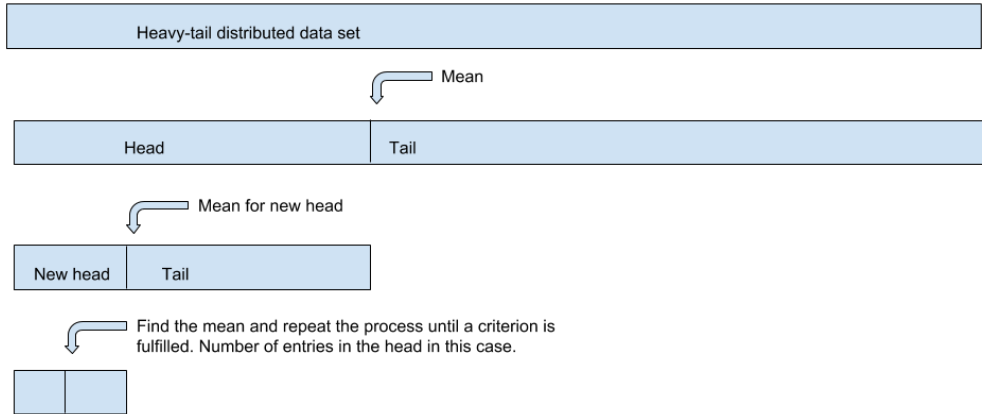 Heavy-tail distributed data set
Mean
Head
Tail
Mean for new head
New head
Tail
Find the mean and repeat the process until a criterion is
fulfilled. Number of entries in the head in this case.